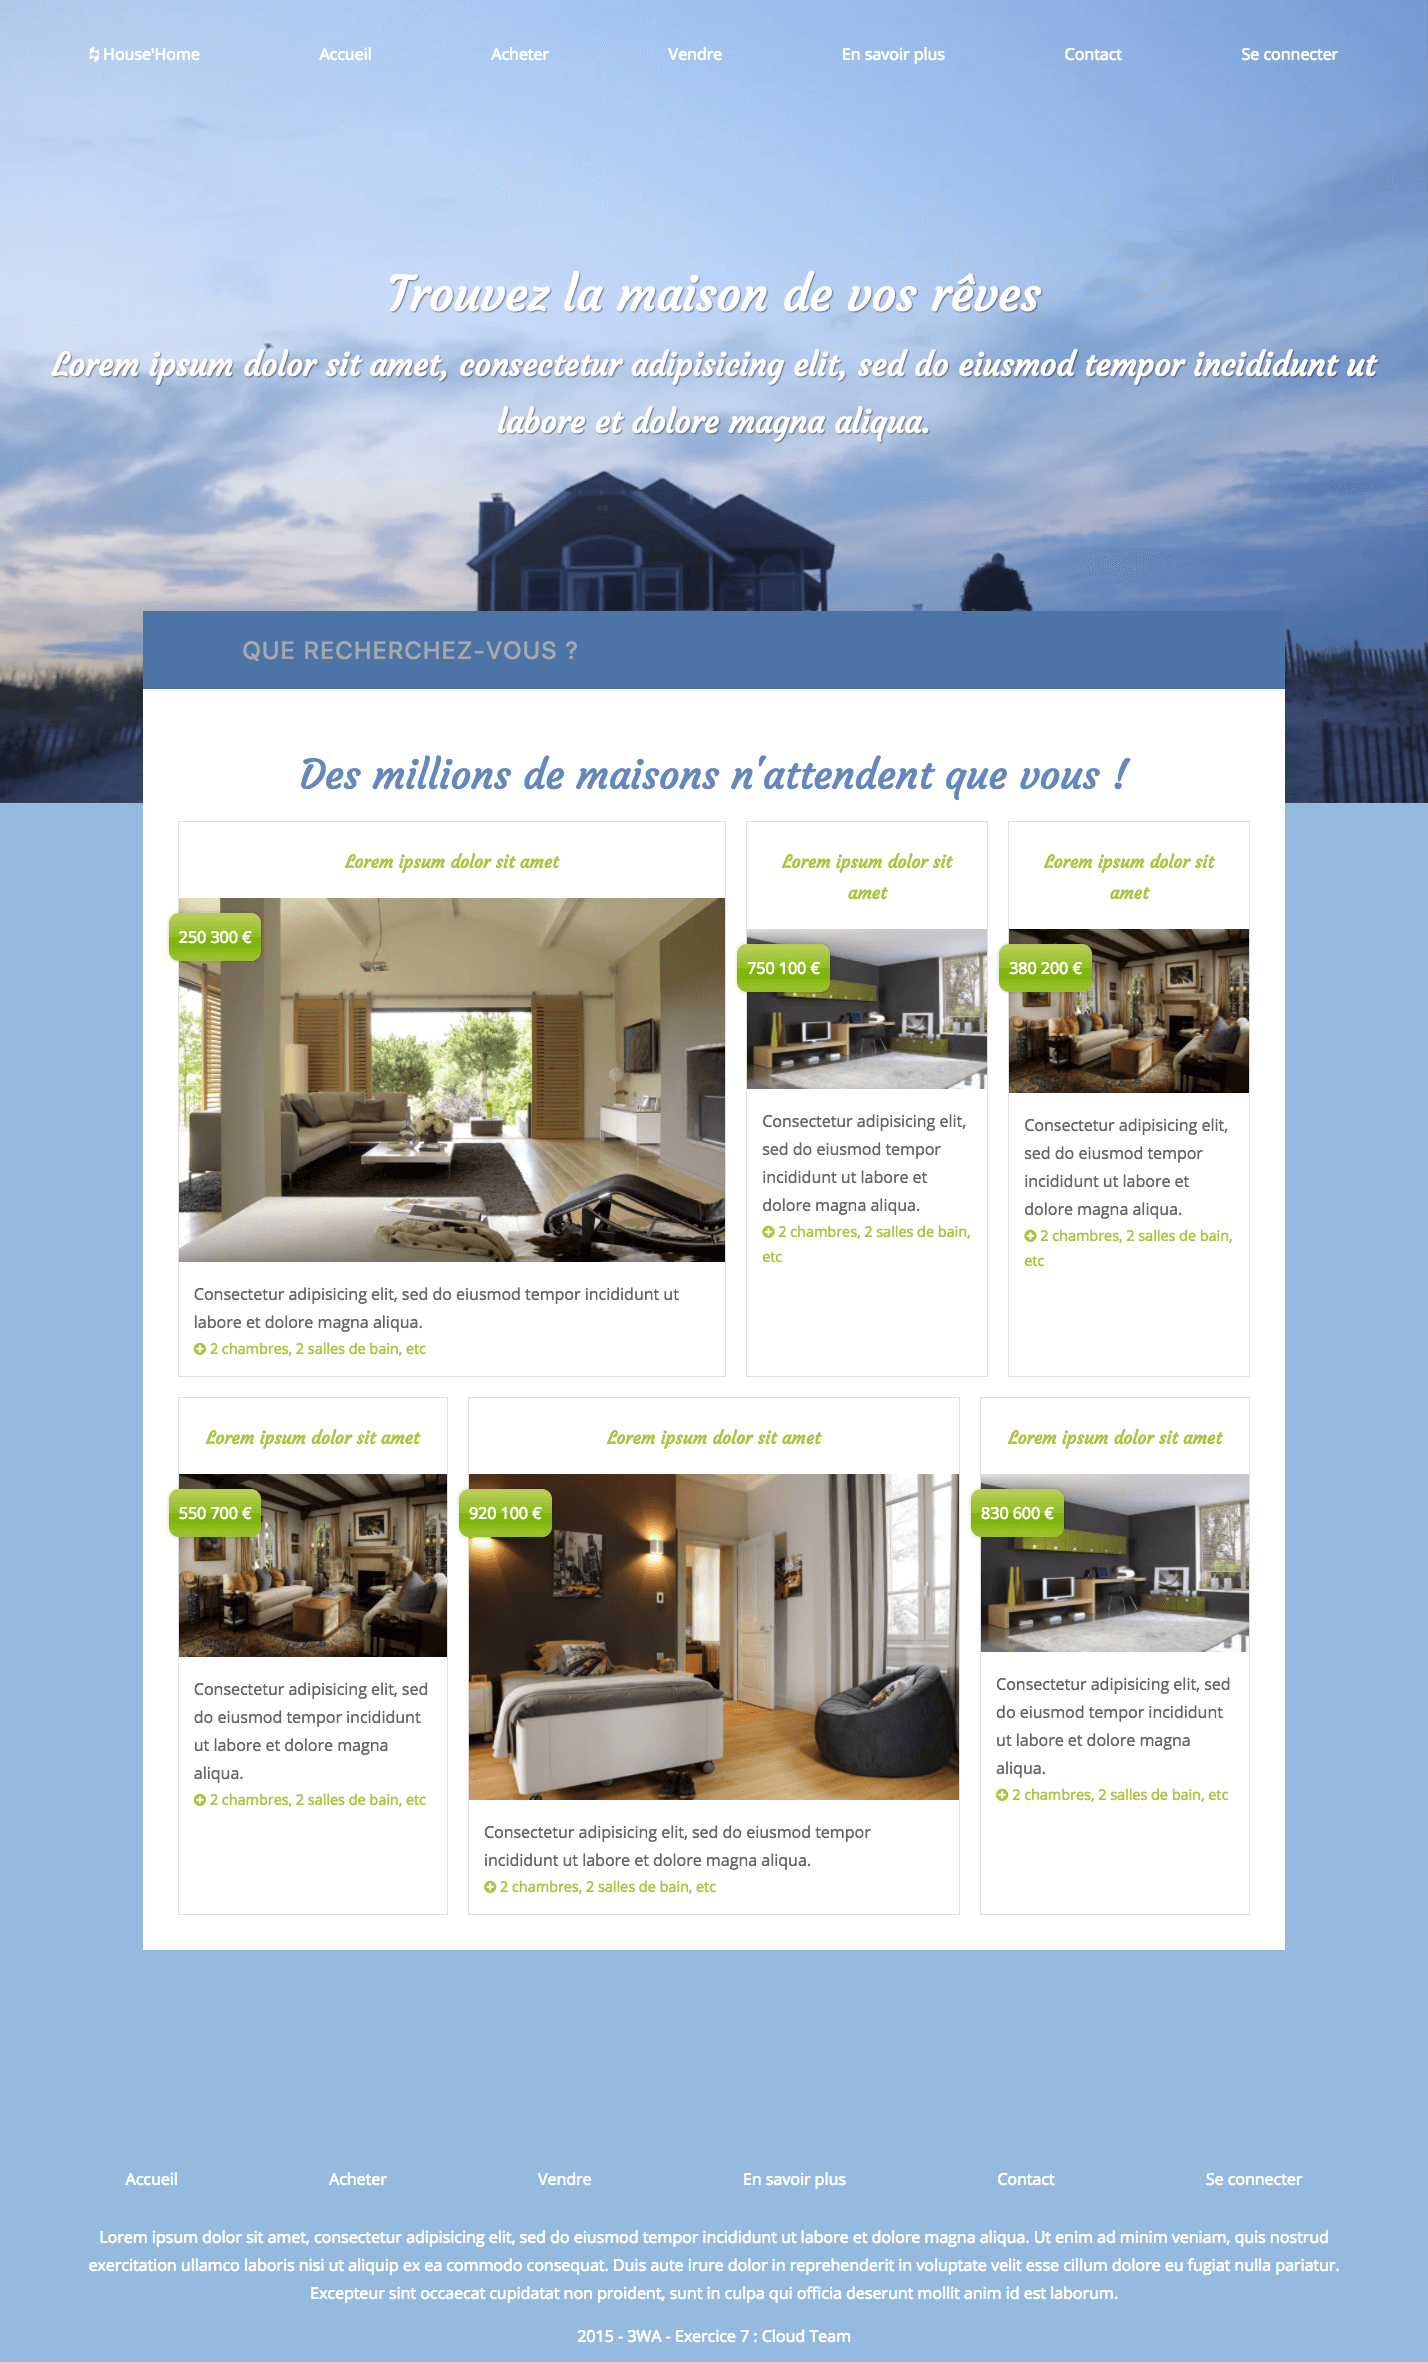 House'Home
Accueil
Acheter
Vendre
En savoir plus
Contact
Se connecter
Trouvez la maison de vos rêves
Lorem ipsum dolor sit amet, consectetur adipisicing elit, sed do eiusmod tempor incididunt ut
labore et dolore magna aliqua.
QUE RECHERCHEZ-VOUS ?
Des millions de maisons n'attendent que vous !
Lorem ipsum dolor sit amet
250 300 €
Consectetur adipisicing elit, sed do eiusmod tempor incididunt ut
labore et dolore magna aliqua.
2 chambres, 2 salles de bain, etc
Lorem ipsum dolor sit
amet
750 100 €
Consectetur adipisicing elit,
sed do eiusmod tempor
incididunt ut labore et
dolore magna aliqua.
2 chambres, 2 salles de bain,
etc
Lorem ipsum dolor sit
amet
380 200 €
Consectetur adipisicing elit,
sed do eiusmod tempor
incididunt ut labore et
dolore magna aliqua.
2 chambres, 2 salles de bain,
etc
Lorem ipsum dolor sit amet
550 700 €
Consectetur adipisicing elit, sed
do eiusmod tempor incididunt
ut labore et dolore magna
aliqua.
2 chambres, 2 salles de bain, etc
Lorem ipsum dolor sit amet
920 100 €
Consectetur adipisicing elit, sed do eiusmod tempor
incididunt ut labore et dolore magna aliqua.
2 chambres, 2 salles de bain, etc
Lorem ipsum dolor sit amet
830 600 €
Consectetur adipisicing elit, sed
do eiusmod tempor incididunt
ut labore et dolore magna
aliqua.
2 chambres, 2 salles de bain, etc
Accueil
Acheter
Vendre
En savoir plus
Contact
Se connecter
Lorem ipsum dolor sit amet, consectetur adipisicing elit, sed do eiusmod tempor incididunt ut labore et dolore magna aliqua. Ut enim ad minim veniam, quis nostrud
exercitation ullamco laboris nisi ut aliquip ex ea commodo consequat. Duis aute irure dolor in reprehenderit in voluptate velit esse cillum dolore eu fugiat nulla pariatur.
Excepteur sint occaecat cupidatat non proident, sunt in culpa qui officia deserunt mollit anim id est laborum.
2015 - 3WA - Exercice 7 : Cloud Team